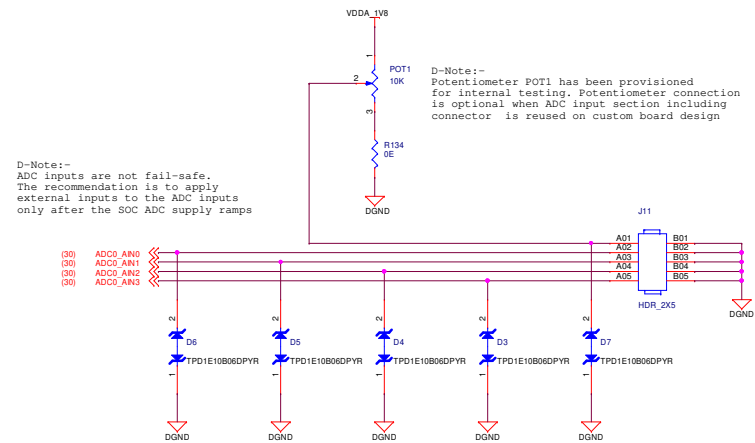 VDDA_1V8
1
POT1
2
10K
3
D-Note:-
Potentiometer POT1 has been provisioned
for internal testing. Potentiometer connection
is optional when ADC input section including
connector  is reused on custom board design
R134
0E
DGND
D-Note:-
ADC inputs are not fail-safe.
The recommendation is to apply
external inputs to the ADC inputs
only after the SOC ADC supply ramps
J11
A01 B01
A02 B02
A03 B03
A04 B04
A05 B05
HDR_2X5
DGND
(30) ADC0_AIN0
(30) ADC0_AIN1
(30) ADC0_AIN2
(30) ADC0_AIN3
2 2 2 2 2
D6 D5 D4 D3 D7
TPD1E10B06DPYR TPD1E10B06DPYR TPD1E10B06DPYR TPD1E10B06DPYR TPD1E10B06DPYR
1 1 1 1 1
DGND DGND DGND DGND DGND